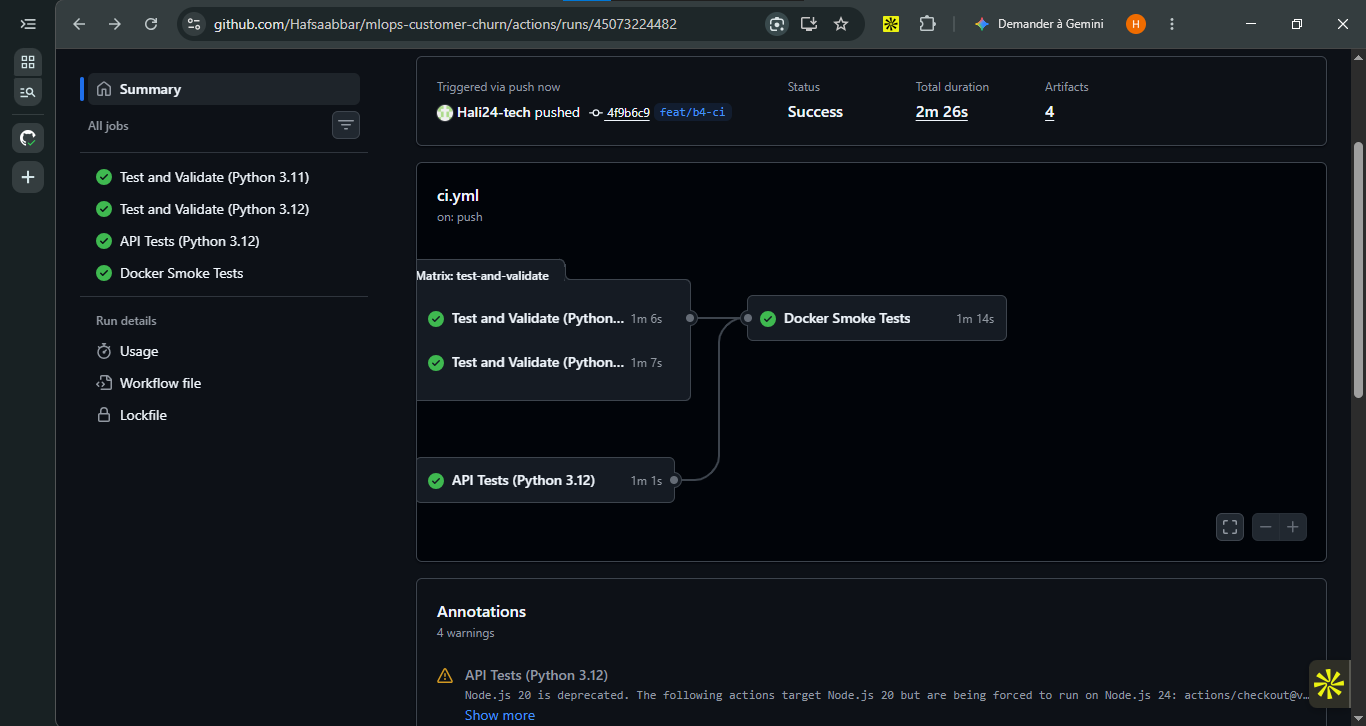 github.com/Hafsaabbar/mlops-customer-churn/actions/runs/45073224482
Demander à Gemini
H
Summary
All jobs
Test and Validate (Python 3.11)
Test and Validate (Python 3.12)
API Tests (Python 3.12)
Docker Smoke Tests
Run details
Usage
Workflow file
Lockfile
Triggered via push now
Hali24-tech pushed 4f9b6c9 feat/b4-ci
Status
Success
Total duration
2m 26s
Artifacts
4
ci.yml
on: push
Matrix: test-and-validate
Test and Validate (Python... 1m 6s
Test and Validate (Python... 1m 7s
Docker Smoke Tests 1m 14s
API Tests (Python 3.12) 1m 1s
Annotations
4 warnings
API Tests (Python 3.12)
Node.js 20 is deprecated. The following actions target Node.js 20 but are being forced to run on Node.js 24: actions/checkout@v...
Show more